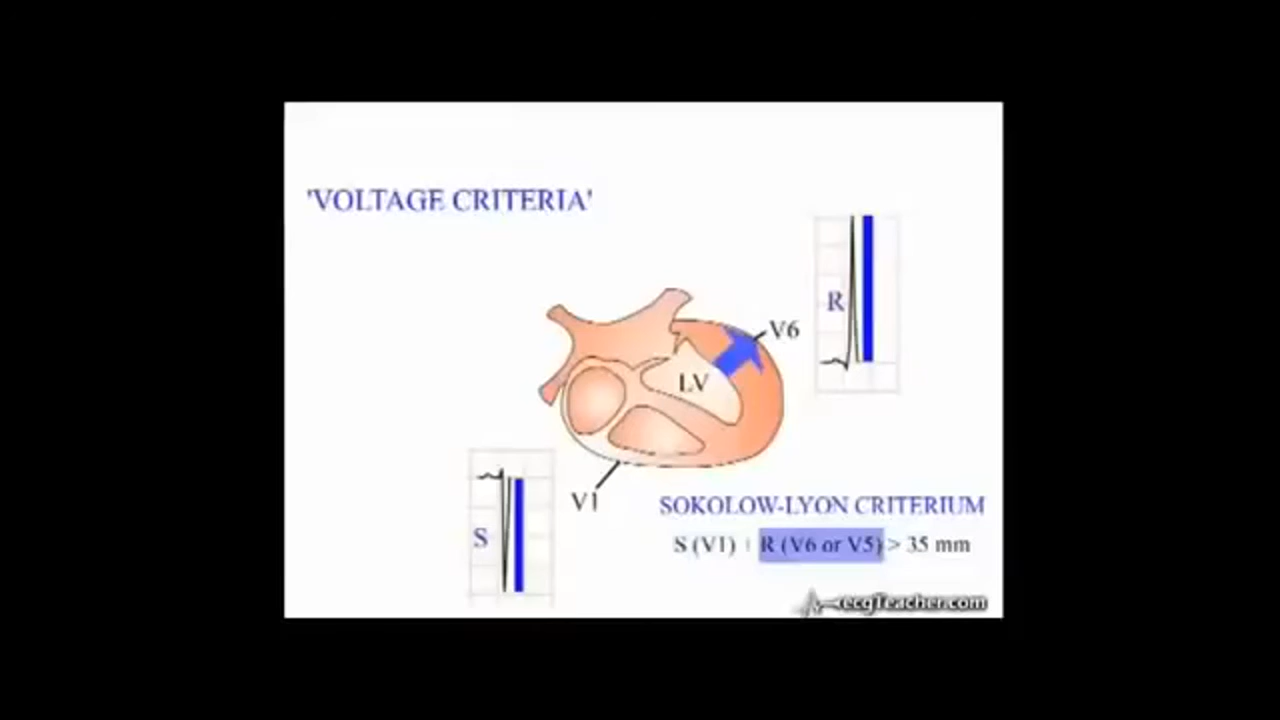 'VOLTAGE CRITERIA'
R
V6
LV
V1
S
SOKOLOW-LYON CRITERIUM
S (V1) + R (V6 or V5) > 35 mm
ecgTeacher.com